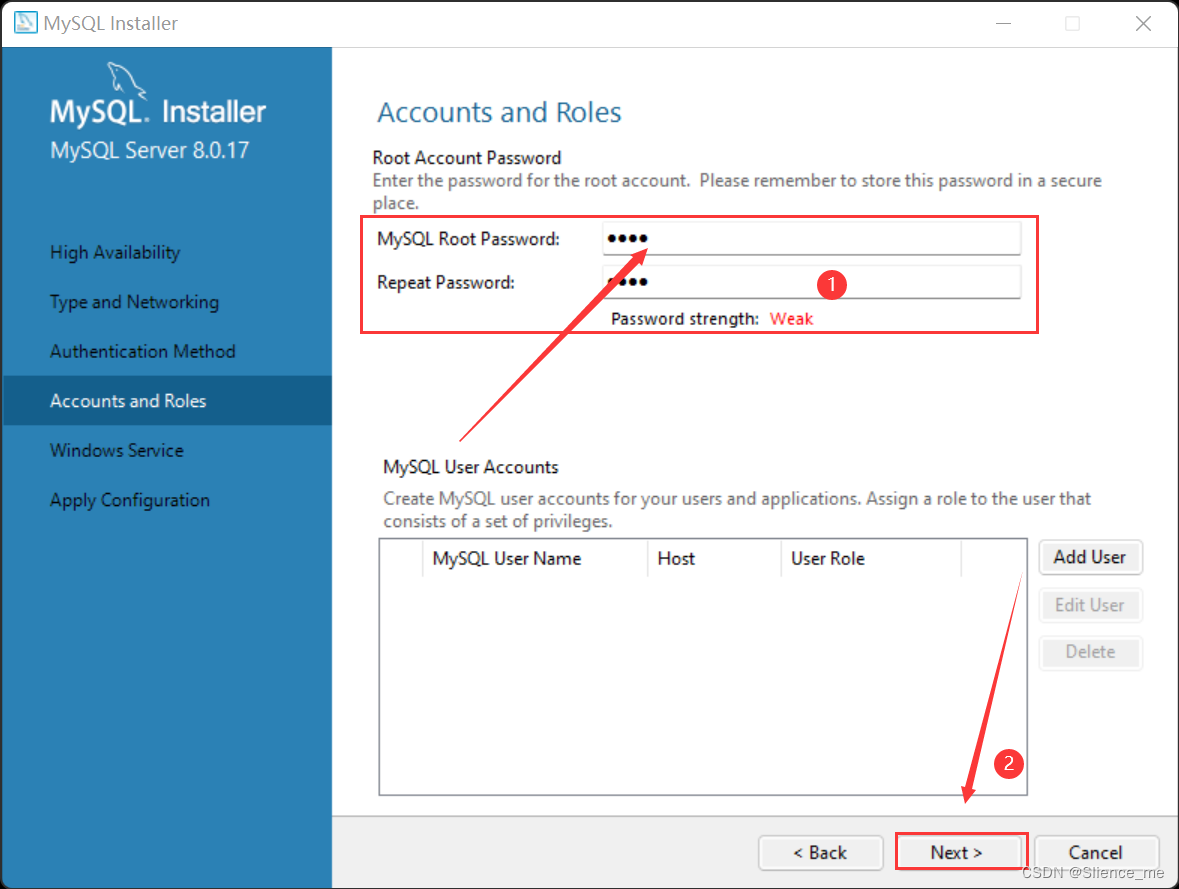 MySQL Installer
MySQL. Installer
MySQL Server 8.0.17
High Availability
Type and Networking
Authentication Method
Accounts and Roles
Windows Service
Apply Configuration
Accounts and Roles
Root Account Password
Enter the password for the root account. Please remember to store this password in a secure
place.
MySQL Root Password: ●●●●
Repeat Password: ●●●●
1
Password strength: Weak
MySQL User Accounts
Create MySQL user accounts for your users and applications. Assign a role to the user that
consists of a set of privileges.
MySQL User Name Host User Role
Add User
Edit User
Delete
2
< Back Next > Cancel
CSDN @Slience_me